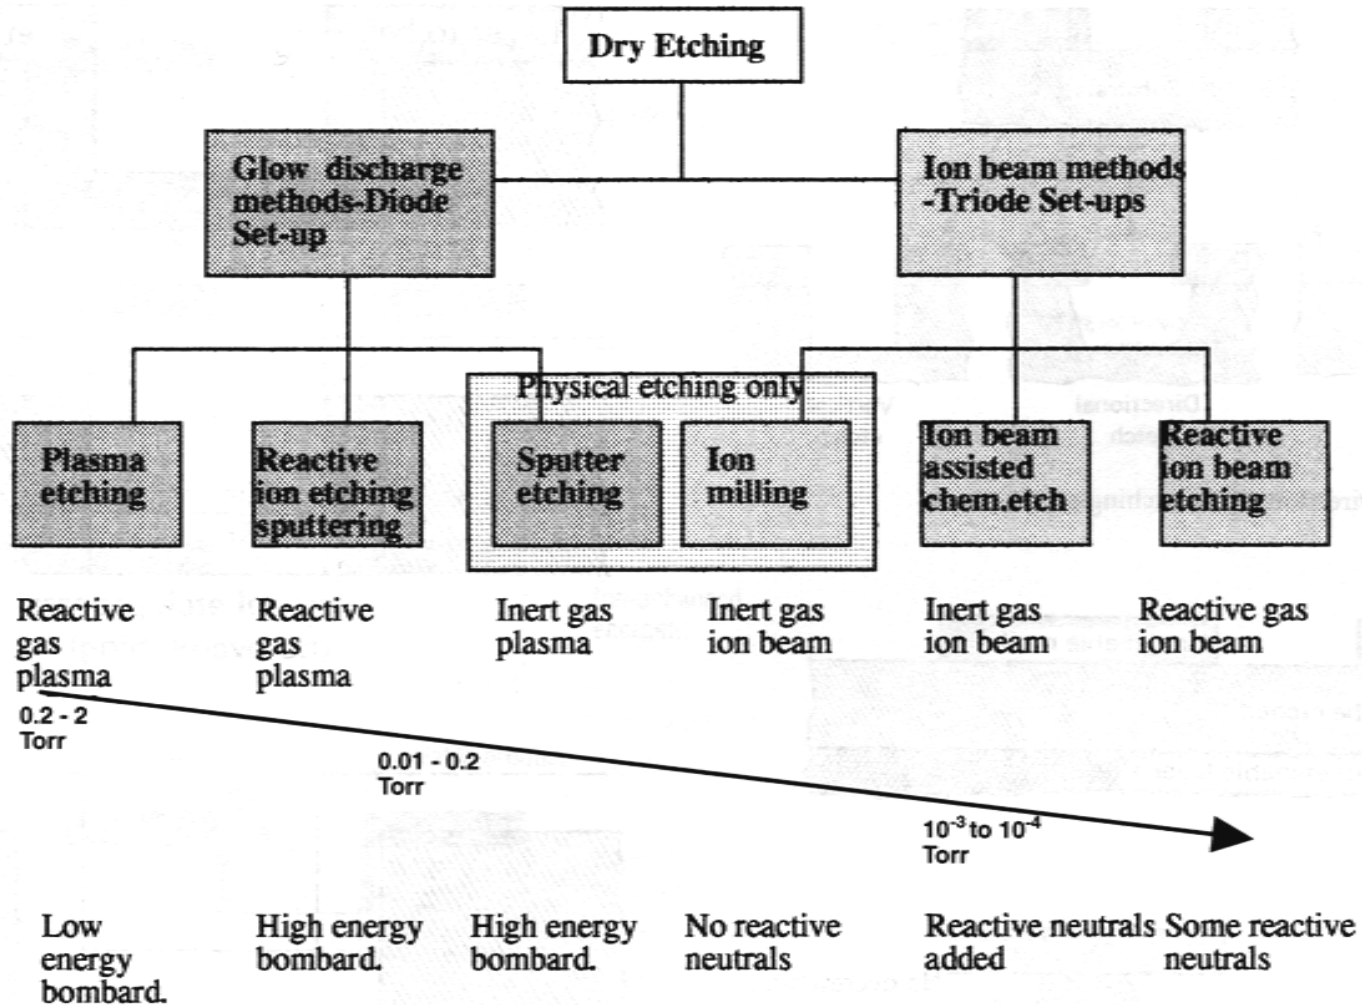 Dry Etching
Glow discharge
methods-Diode
Set-up
Ion beam methods
-Triode Set-ups
Physical etching only
Plasma
etching
Reactive
ion etching
sputtering
Sputter
etching
Ion
milling
Ion beam
assisted
chem.etch
Reactive
ion beam
etching
Reactive
gas
plasma
Reactive
gas
plasma
Inert gas
plasma
Inert gas
ion beam
Inert gas
ion beam
Reactive gas
ion beam
0.2 - 2
Torr
0.01 - 0.2
Torr
10⁻³ to 10⁻⁴
Torr
Low
energy
bombard.
High energy
bombard.
High energy
bombard.
No reactive
neutrals
Reactive neutrals
added
Some reactive
neutrals